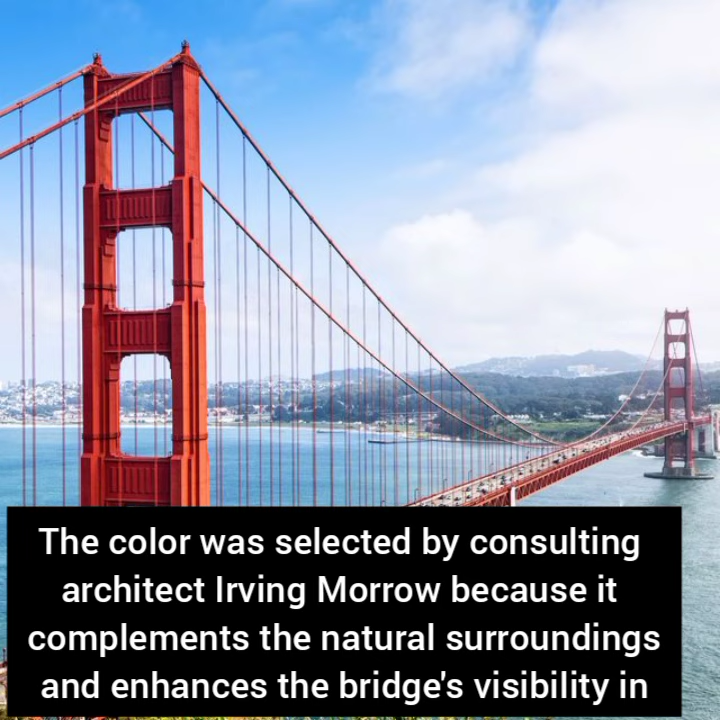 The color was selected by consulting
architect Irving Morrow because it
complements the natural surroundings
and enhances the bridge's visibility in